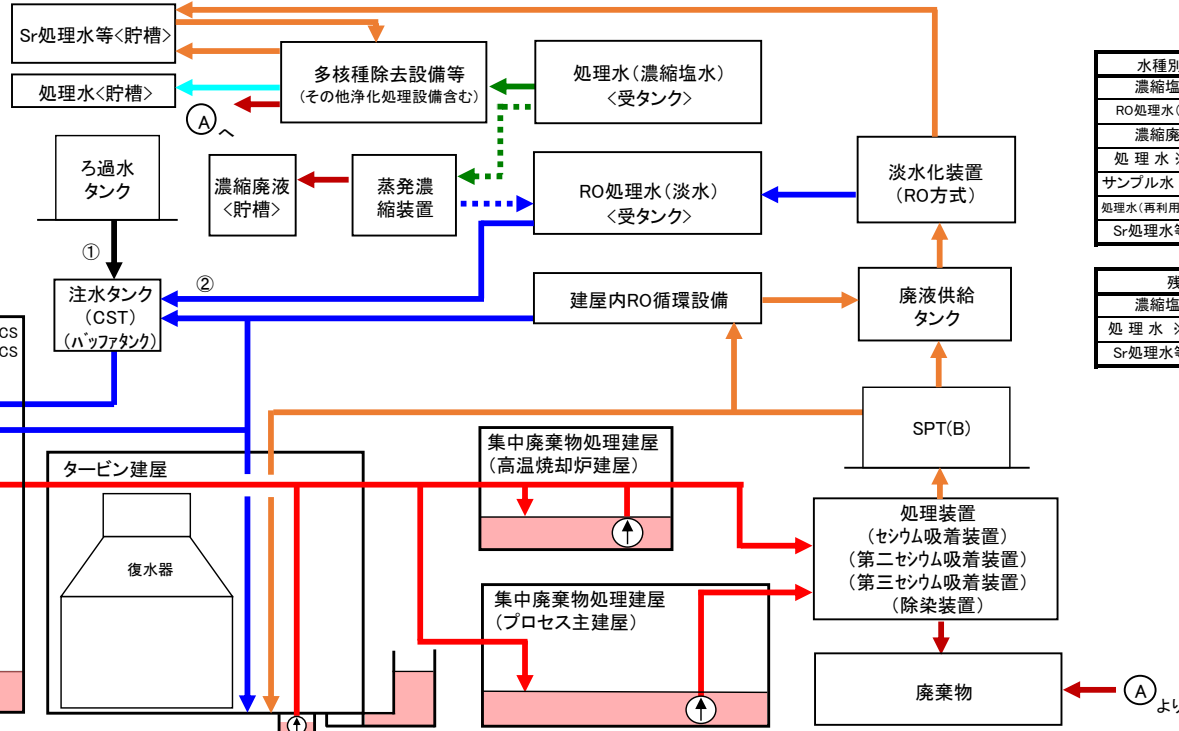 Sr処理水等<貯槽>
処理水<貯槽>
多核種除去設備等
(その他浄化処理設備含む)
Ⓐへ
処理水(濃縮塩水)
<受タンク>
ろ過水
タンク
濃縮廃液
<貯槽>
蒸発濃
縮装置
RO処理水(淡水)
<受タンク>
淡水化装置
(RO方式)
①
②
注水タンク
(CST)
(バッファタンク)
建屋内RO循環設備
廃液供給
タンク
CS
CS
SPT(B)
タービン建屋
復水器
集中廃棄物処理建屋
(高温焼却炉建屋)
集中廃棄物処理建屋
(プロセス主建屋)
処理装置
(セシウム吸着装置)
(第二セシウム吸着装置)
(第三セシウム吸着装置)
(除染装置)
廃棄物
Ⓐより
水種別
濃縮塩
RO処理水(
濃縮廃
処理水※
サンプル水
処理水(再利用
Sr処理水等
残
濃縮塩
処理水※
Sr処理水等